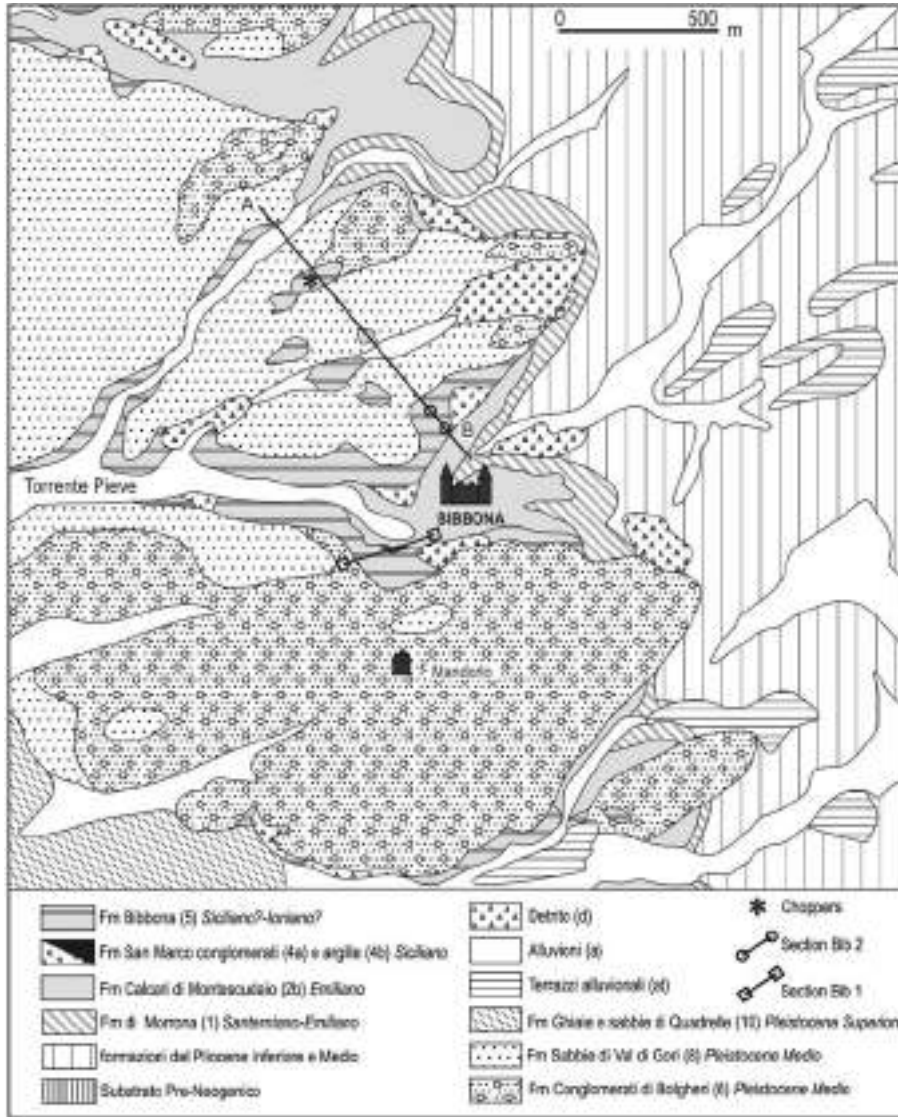 0 500
m
A
B
Torrente Pieve
BIBBONA
Mandorlo
Fm Bibbona (5) Siciliano?-Ioniano?
Fm San Marco conglomerati (4a) e argille (4b) Siciliano
Fm Calcari di Montescudaio (2b) Emiliano
Fm di Morrona (1) Santerniano-Emiliano
formazioni del Pliocene inferiore e Medio
Substrato Pre-Neogenico
Detrito (d)
Alluvioni (a)
Terrazzi alluvionali (at)
Fm Ghiaie e sabbie di Quadrelle (10) Pleistocene Superion
Fm Sabbie di Val di Gori (8) Pleistocene Medio
Fm Conglomerati di Bolgheri (6) Pleistocene Medio
Choppers
Section Bib 2
Section Bib 1